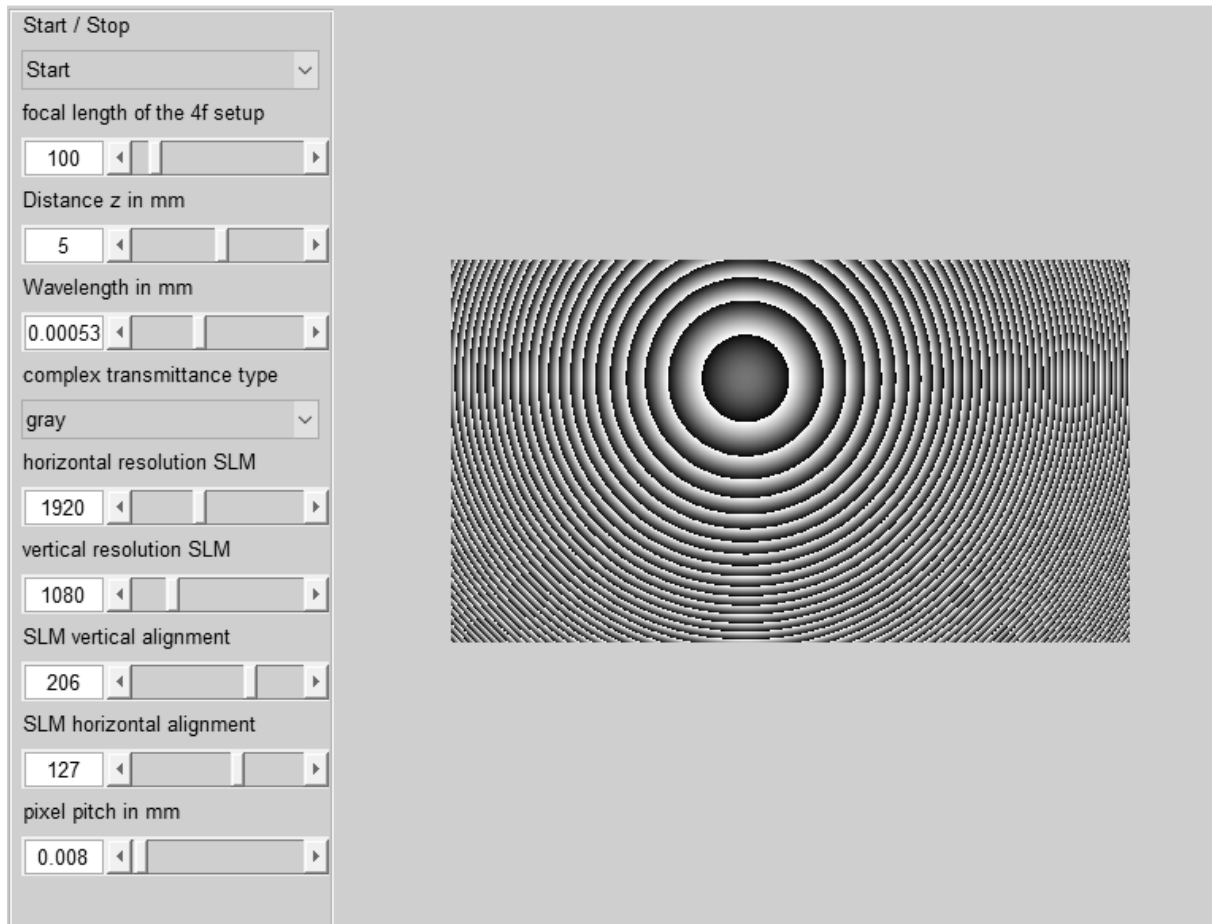 Start / Stop
Start
focal length of the 4f setup
100
Distance z in mm
5
Wavelength in mm
0.00053
complex transmittance type
gray
horizontal resolution SLM
1920
vertical resolution SLM
1080
SLM vertical alignment
206
SLM horizontal alignment
127
pixel pitch in mm
0.008